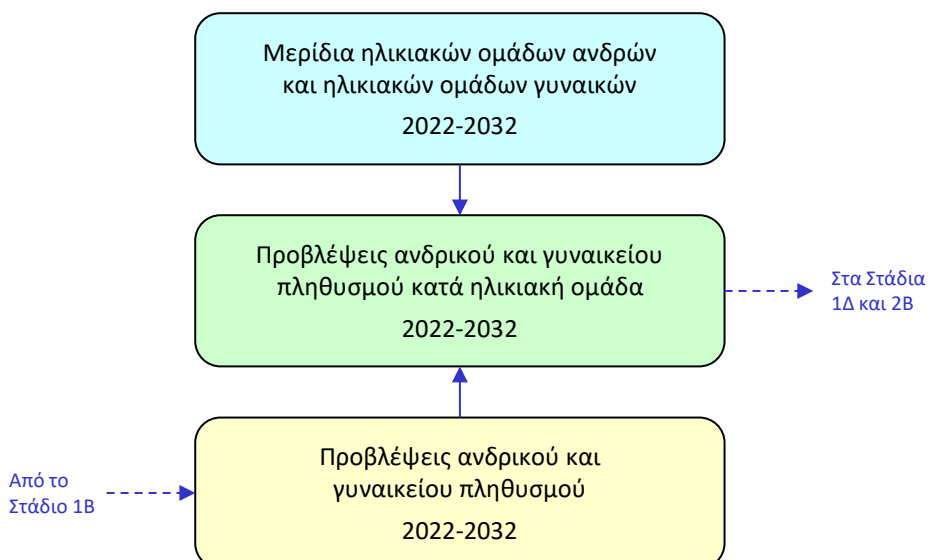 Μερίδια ηλικιακών ομάδων ανδρών
και ηλικιακών ομάδων γυναικών
2022-2032
Προβλέψεις ανδρικού και γυναικείου
πληθυσμού κατά ηλικιακή ομάδα
2022-2032
Στα Στάδια
1Δ και 2Β
Προβλέψεις ανδρικού και
γυναικείου πληθυσμού
2022-2032
Από το
Στάδιο 1Β